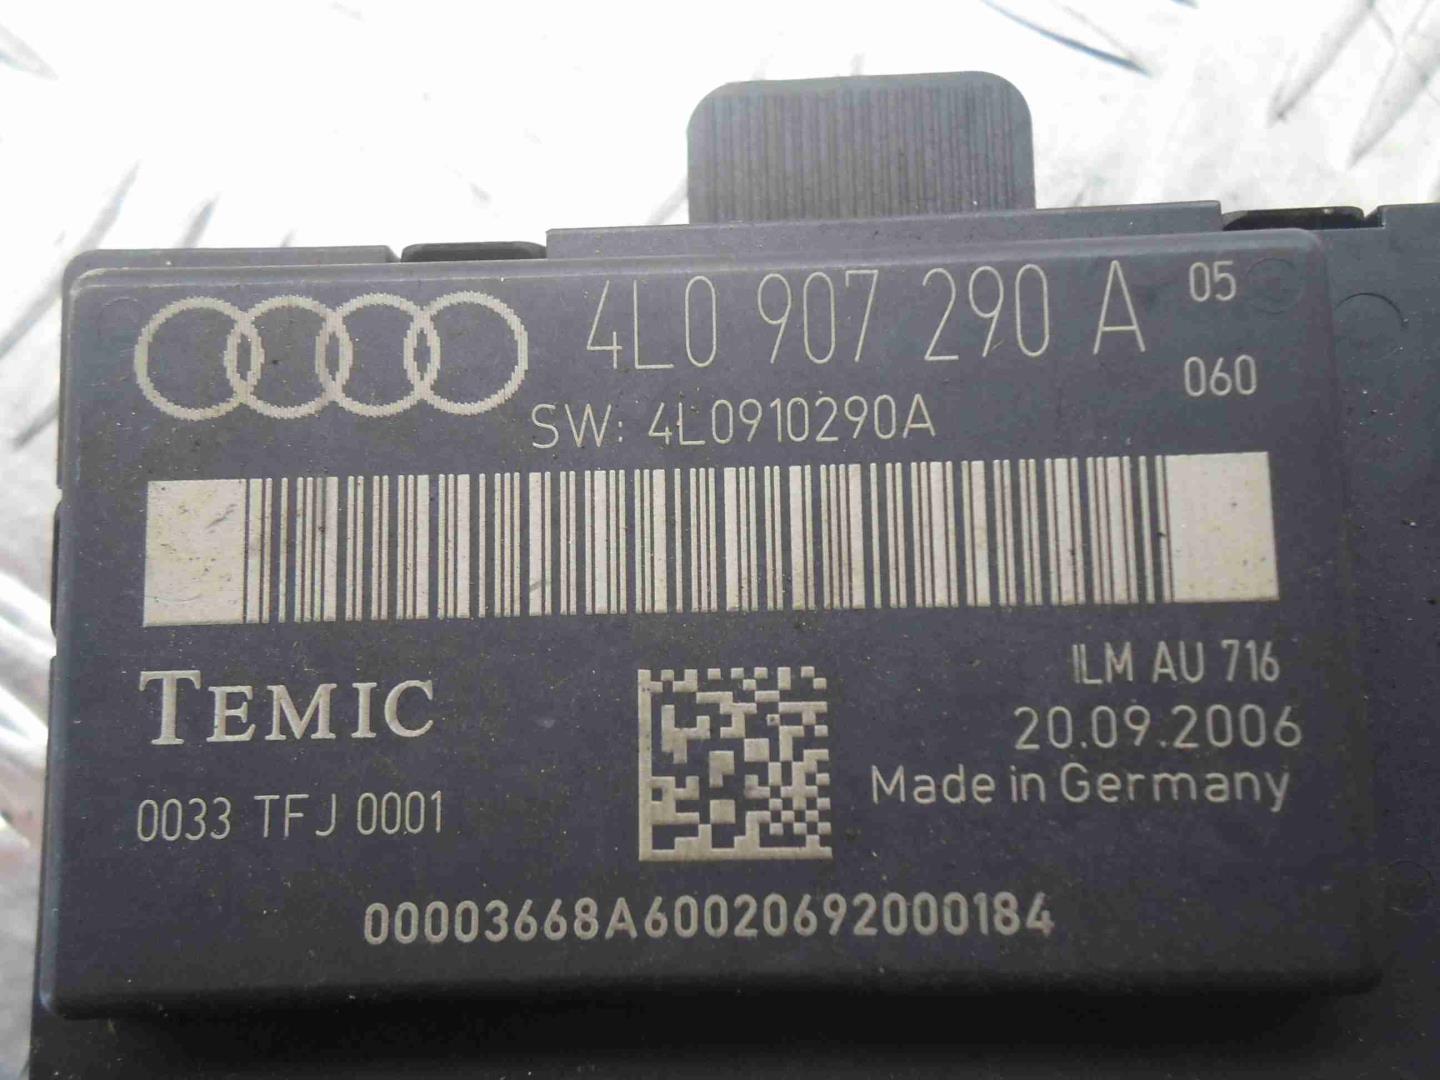 4L0 907 290 A 05
060
SW: 4L0910290A
TEMIC
ILM AU 716
20.09.2006
Made in Germany
0033 TFJ 0001
00003668A60020692000184